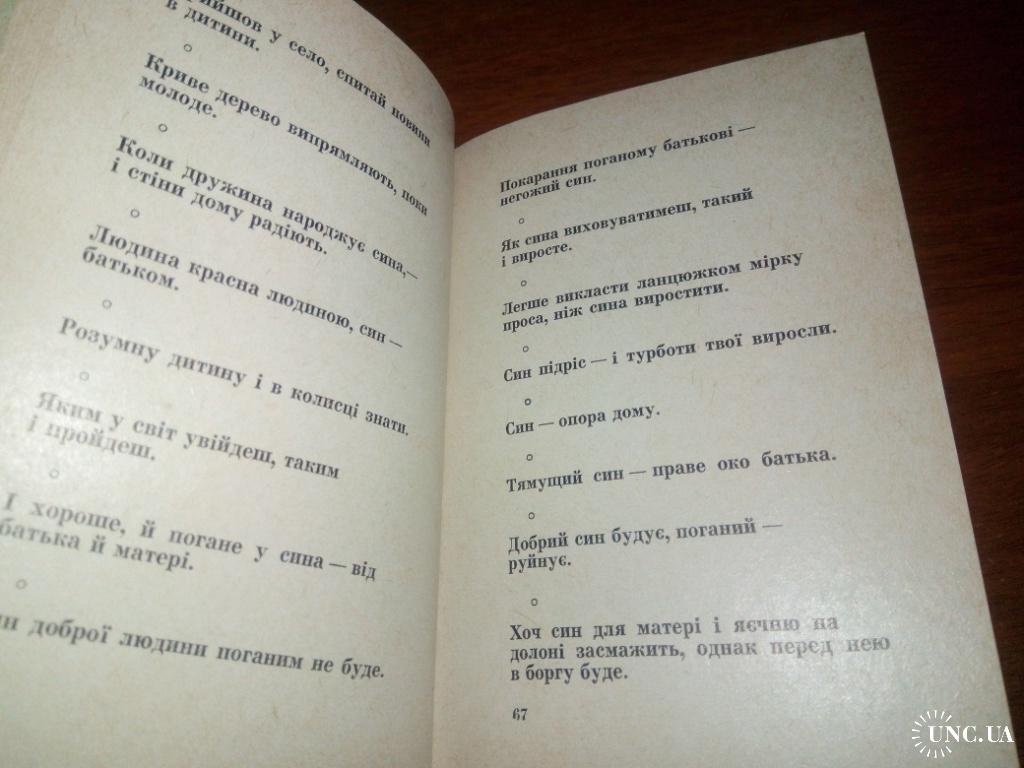 у село, спитай новини
в дитини.
Криве дерево випрямляють, поки
молоде.
Коли дружина народжує сина,—
і стіни дому радіють.
Людина красна людиною, син —
батьком.
Розумну дитину і в колисці знати.
Яким у світ увійдеш, таким
і пройдеш.
І хороше, й погане у сина — від
батька й матері.
доброї людини поганим не буде.
Покарання поганому батькові —
негожий син.
Як сина виховуватимеш, такий
і виросте.
Легше викласти ланцюжком мірку
проса, ніж сина виростити.
Син підріс — і турботи твої виросли.
Син — опора дому.
Тямущий син — праве око батька.
Добрий син будує, поганий —
руйнує.
Хоч син для матері і яєчню на
долоні засмажить, однак перед нею
в боргу буде.
67
UNC.UA